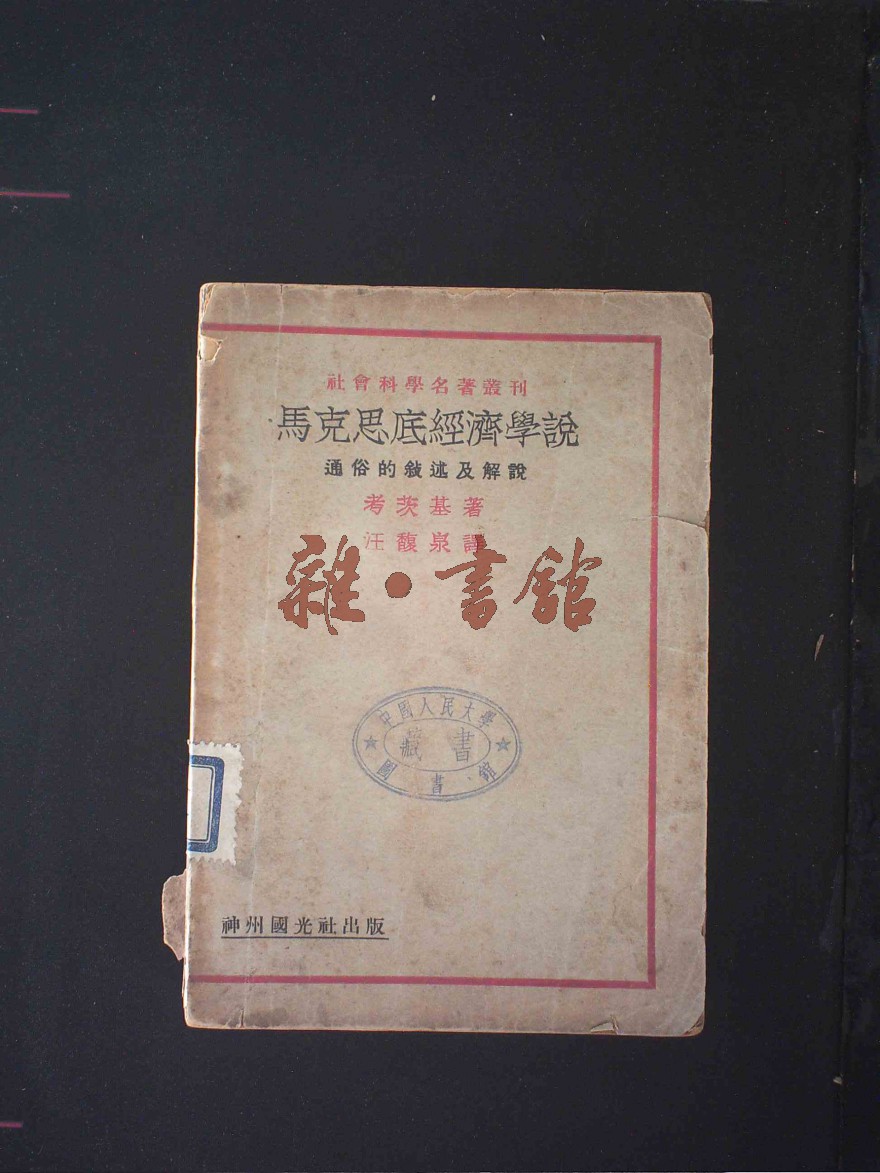 社會科學名著叢刊
馬克思底經濟學說
通俗的敍述及解說
考茨基著
汪馥泉譯
雜·書舘
中國人民大學
藏書
圖書舘
神州國光社出版